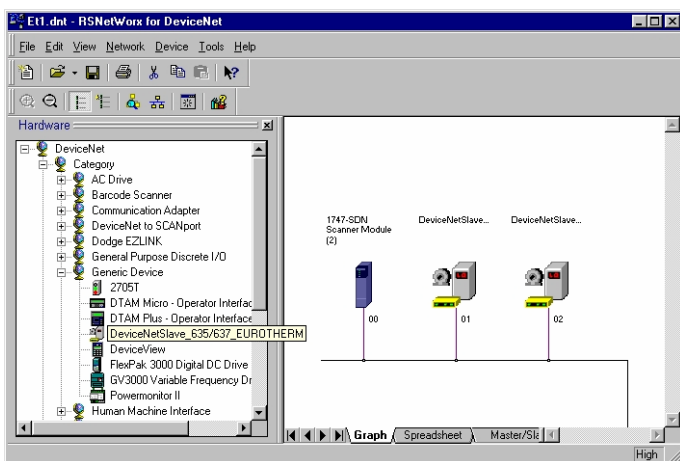 Et1.dnt - RSNetWorx for DeviceNet
File Edit View Network Device Tools Help
Hardware
DeviceNet
Category
AC Drive
Barcode Scanner
Communication Adapter
DeviceNet to SCANport
Dodge EZLINK
General Purpose Discrete I/O
Generic Device
2705T
DTAM Micro - Operator Interfac
DTAM Plus - Operator Interface
DeviceNetSlave_635/637_EUROTHERM
DeviceView
FlexPak 3000 Digital DC Drive
GV3000 Variable Frequency Dr
Powermonitor II
Human Machine Interface
1747-SDN
Scanner Module
(2)
DeviceNetSlave...
DeviceNetSlave...
00
01
02
Graph Spreadsheet Master/Sla
High